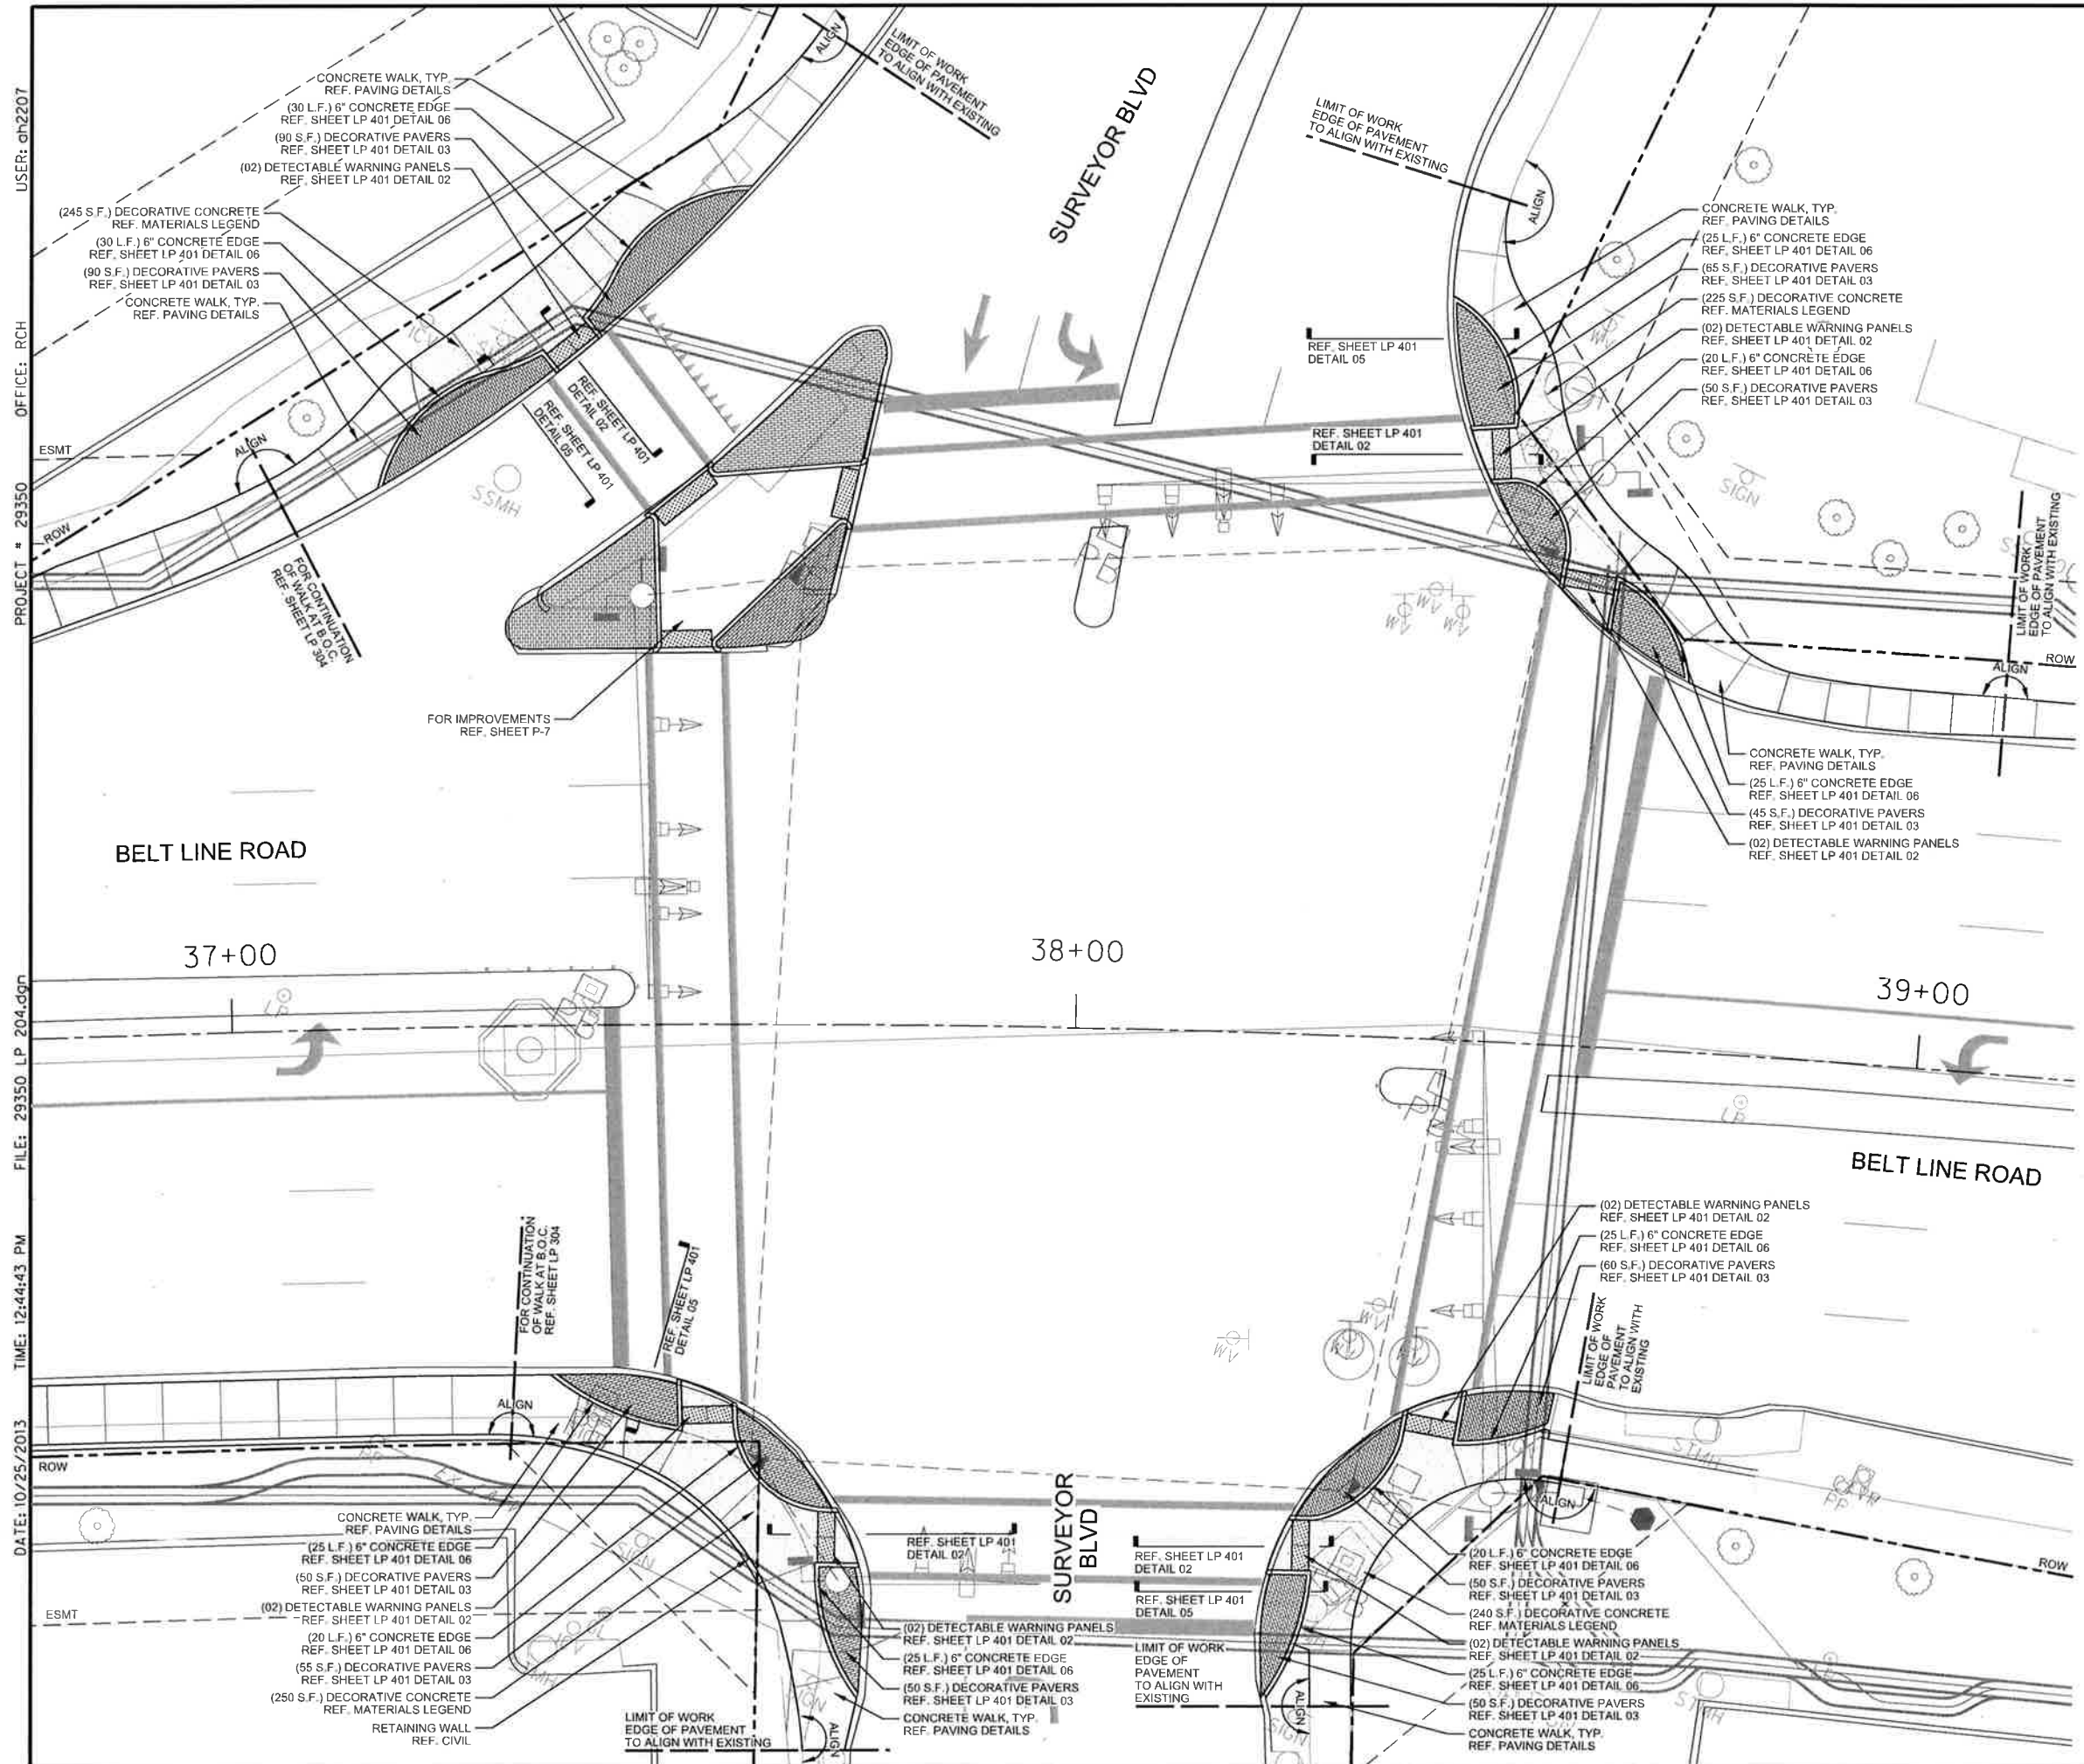 USER: ah2207
OFFICE: RCH
PROJECT # 29350
FILE: 29350 LP 204.dgn
TIME: 12:44:43 PM
DATE: 10/25/2013
CONCRETE WALK, TYP.
REF. PAVING DETAILS
(30 L.F.) 6" CONCRETE EDGE
REF. SHEET LP 401 DETAIL 06
(90 S.F.) DECORATIVE PAVERS
REF. SHEET LP 401 DETAIL 03
(02) DETECTABLE WARNING PANELS
REF. SHEET LP 401 DETAIL 02
(245 S.F.) DECORATIVE CONCRETE
REF. MATERIALS LEGEND
(30 L.F.) 6" CONCRETE EDGE
REF. SHEET LP 401 DETAIL 06
(90 S.F.) DECORATIVE PAVERS
REF. SHEET LP 401 DETAIL 03
CONCRETE WALK, TYP.
REF. PAVING DETAILS
ALIGN
LIMIT OF WORK
EDGE OF PAVEMENT
TO ALIGN WITH EXISTING
SURVEYOR BLVD
LIMIT OF WORK
EDGE OF PAVEMENT
TO ALIGN WITH EXISTING
ALIGN
CONCRETE WALK, TYP.
REF. PAVING DETAILS
(25 L.F.) 6" CONCRETE EDGE
REF. SHEET LP 401 DETAIL 06
(65 S.F.) DECORATIVE PAVERS
REF. SHEET LP 401 DETAIL 03
(225 S.F.) DECORATIVE CONCRETE
REF. MATERIALS LEGEND
(02) DETECTABLE WARNING PANELS
REF. SHEET LP 401 DETAIL 02
(20 L.F.) 6" CONCRETE EDGE
REF. SHEET LP 401 DETAIL 06
(50 S.F.) DECORATIVE PAVERS
REF. SHEET LP 401 DETAIL 03
REF. SHEET LP 401
DETAIL 05
REF. SHEET LP 401
DETAIL 02
WV
SIGN
ESMT
ALIGN
ROW
SSMH
REF. SHEET LP 401
DETAIL 02
REF. SHEET LP 401
DETAIL 05
FOR CONTINUATION
OF WALK AT B.O.C.
REF. SHEET LP 304
WV
WV
WV
LIMIT OF WORK
EDGE OF PAVEMENT
TO ALIGN WITH EXISTING
ROW
ALIGN
FOR IMPROVEMENTS
REF. SHEET P-7
CONCRETE WALK, TYP.
REF. PAVING DETAILS
(25 L.F.) 6" CONCRETE EDGE
REF. SHEET LP 401 DETAIL 06
(45 S.F.) DECORATIVE PAVERS
REF. SHEET LP 401 DETAIL 03
(02) DETECTABLE WARNING PANELS
REF. SHEET LP 401 DETAIL 02
BELT LINE ROAD
37+00
38+00
39+00
LP
LP
BELT LINE ROAD
(02) DETECTABLE WARNING PANELS
REF. SHEET LP 401 DETAIL 02
(25 L.F.) 6" CONCRETE EDGE
REF. SHEET LP 401 DETAIL 06
(60 S.F.) DECORATIVE PAVERS
REF. SHEET LP 401 DETAIL 03
LIMIT OF WORK
EDGE OF
PAVEMENT
TO ALIGN WITH
EXISTING
FOR CONTINUATION
OF WALK AT B.O.C.
REF. SHEET LP 304
REF. SHEET LP 401
DETAIL 05
WV
WV
ALIGN
ROW
CONCRETE WALK, TYP.
REF. PAVING DETAILS
(25 L.F.) 6" CONCRETE EDGE
REF. SHEET LP 401 DETAIL 06
(50 S.F.) DECORATIVE PAVERS
REF. SHEET LP 401 DETAIL 03
(02) DETECTABLE WARNING PANELS
REF. SHEET LP 401 DETAIL 02
(20 L.F.) 6" CONCRETE EDGE
REF. SHEET LP 401 DETAIL 06
(55 S.F.) DECORATIVE PAVERS
REF. SHEET LP 401 DETAIL 03
(250 S.F.) DECORATIVE CONCRETE
REF. MATERIALS LEGEND
RETAINING WALL
REF. CIVIL
ESMT
SIGN
LIMIT OF WORK
EDGE OF PAVEMENT
TO ALIGN WITH EXISTING
ALIGN
REF. SHEET LP 401
DETAIL 02
(02) DETECTABLE WARNING PANELS
REF. SHEET LP 401 DETAIL 02
(25 L.F.) 6" CONCRETE EDGE
REF. SHEET LP 401 DETAIL 06
(50 S.F.) DECORATIVE PAVERS
REF. SHEET LP 401 DETAIL 03
CONCRETE WALK, TYP.
REF. PAVING DETAILS
SURVEYOR
BLVD
REF. SHEET LP 401
DETAIL 02
REF. SHEET LP 401
DETAIL 05
LIMIT OF WORK
EDGE OF
PAVEMENT
TO ALIGN WITH
EXISTING
ALIGN
STMH
PP
ALIGN
ROW
(20 L.F.) 6" CONCRETE EDGE
REF. SHEET LP 401 DETAIL 06
(50 S.F.) DECORATIVE PAVERS
REF. SHEET LP 401 DETAIL 03
(240 S.F.) DECORATIVE CONCRETE
REF. MATERIALS LEGEND
(02) DETECTABLE WARNING PANELS
REF. SHEET LP 401 DETAIL 02
(25 L.F.) 6" CONCRETE EDGE
REF. SHEET LP 401 DETAIL 06
(50 S.F.) DECORATIVE PAVERS
REF. SHEET LP 401 DETAIL 03
CONCRETE WALK, TYP.
REF. PAVING DETAILS
STMH